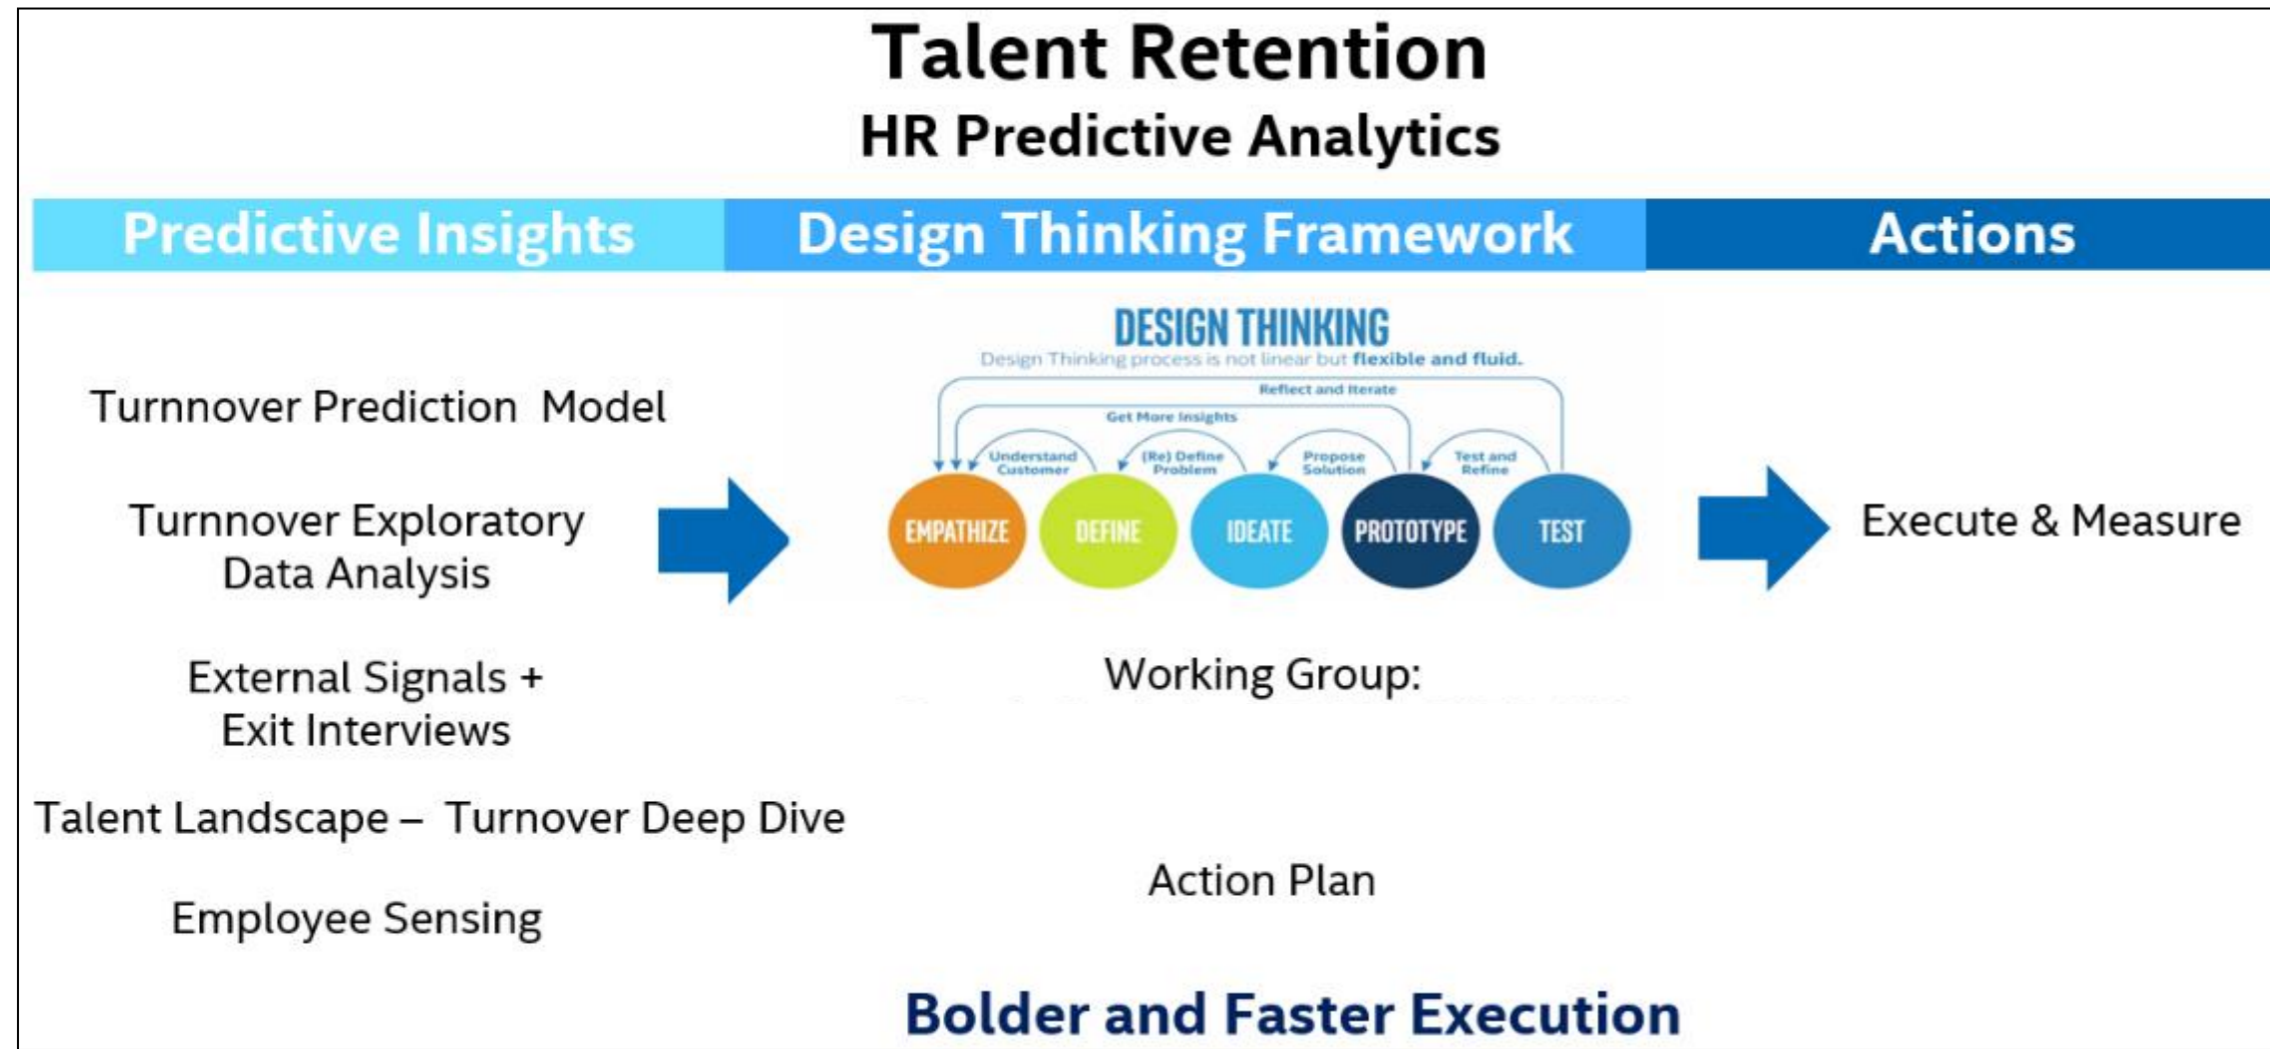 Talent Retention
HR Predictive Analytics
Predictive Insights
Design Thinking Framework
Actions
Turnnover Prediction Model
Turnnover Exploratory
Data Analysis
External Signals +
Exit Interviews
Talent Landscape – Turnover Deep Dive
Employee Sensing
DESIGN THINKING
Design Thinking process is not linear but flexible and fluid.
Reflect and Iterate
Get More Insights
Understand
Customer
(Re) Define
Problem
Propose
Solution
Test and
Refine
EMPATHIZE
DEFINE
IDEATE
PROTOTYPE
TEST
Working Group:
Action Plan
Bolder and Faster Execution
Execute & Measure